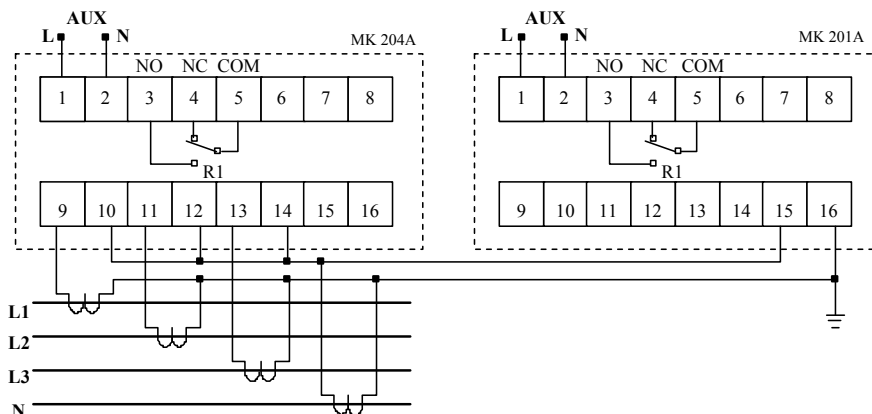 AUX AUX
L N MK 204A L N MK 201A
NO NC COM NO NC COM
1 2 3 4 5 6 7 8 1 2 3 4 5 6 7 8
R1 R1
9 10 11 12 13 14 15 16 9 10 11 12 13 14 15 16
L1
L2
L3
N